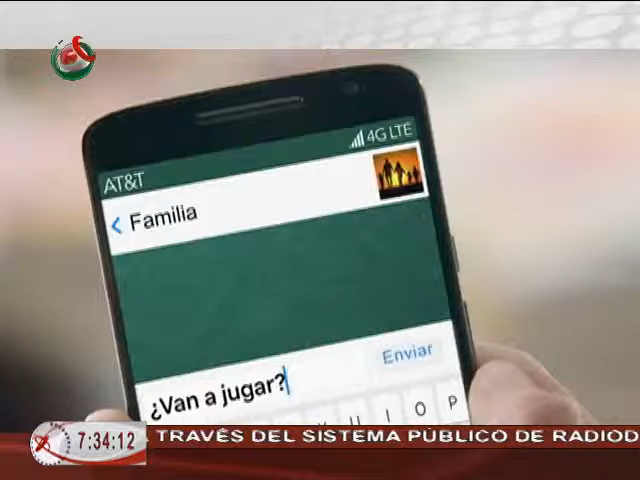 4G LTE
AT&T
Familia
¿Van a jugar?
Enviar
U I O P
7:34:12
A TRAVÉS DEL SISTEMA PÚBLICO DE RADIOD